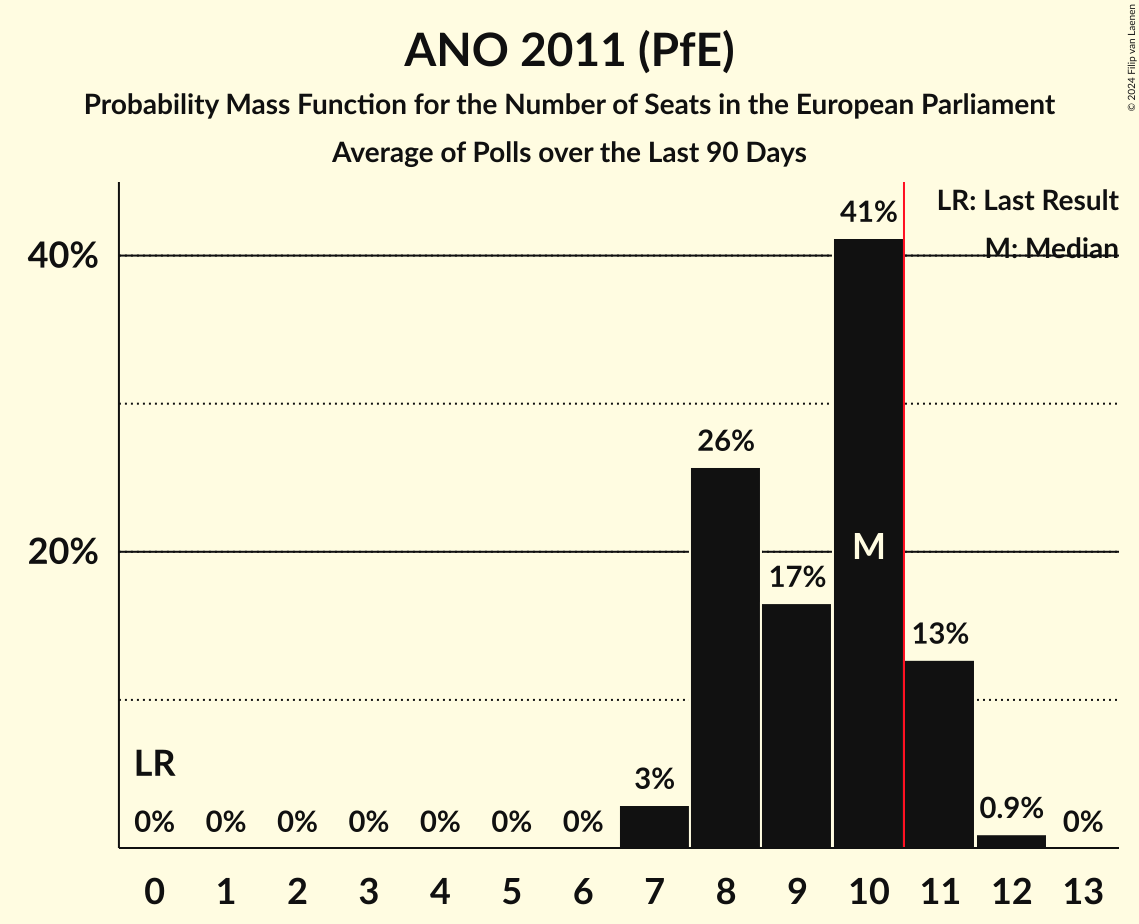 ANO 2011 (PfE)
Probability Mass Function for the Number of Seats in the European Parliament
Average of Polls over the Last 90 Days
© 2024 Filip van Laenen
LR: Last Result
M: Median
40%
20%
41%
26%
17%
13%
3%
0.9%
0%
M
LR
0% 0% 0% 0% 0% 0% 0%
0 1 2 3 4 5 6 7 8 9 10 11 12 13